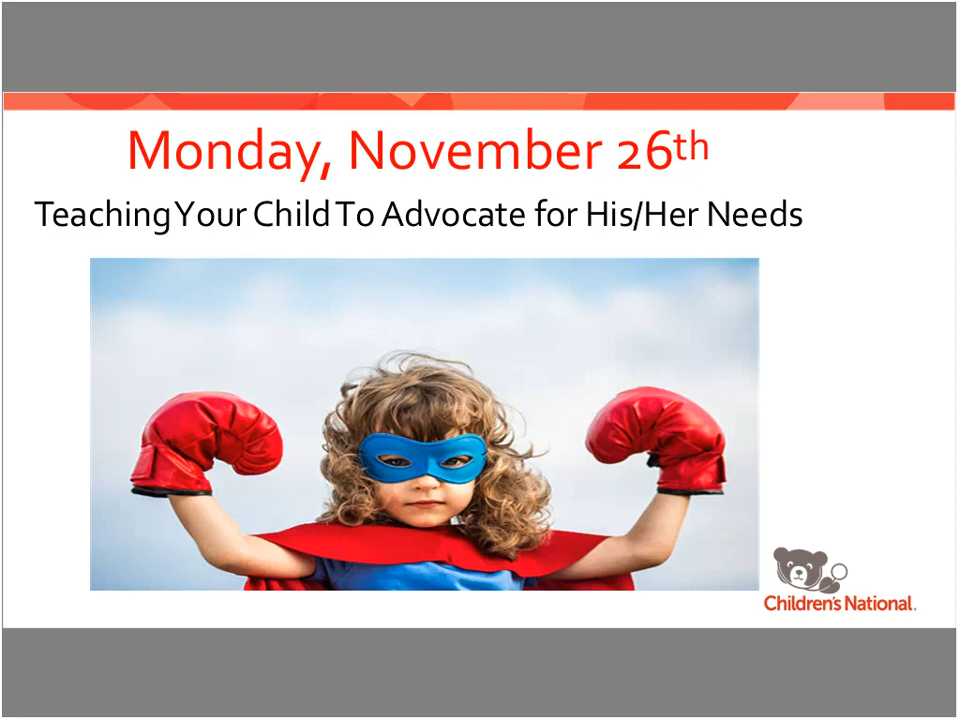 Monday, November 26th
Teaching Your Child To Advocate for His/Her Needs
Children's National.